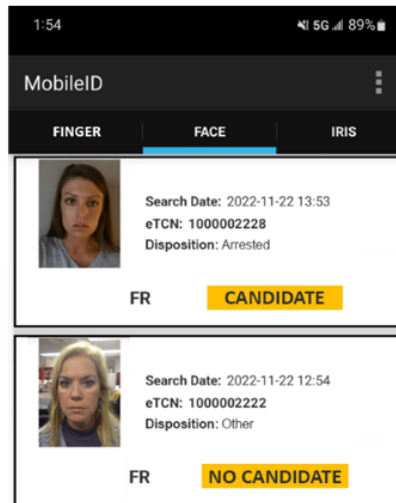 1:54 5G 89%
MobileID
FINGER FACE IRIS
Search Date: 2022-11-22 13:53
eTCN: 1000002228
Disposition: Arrested
FR CANDIDATE
Search Date: 2022-11-22 12:54
eTCN: 1000002222
Disposition: Other
FR NO CANDIDATE